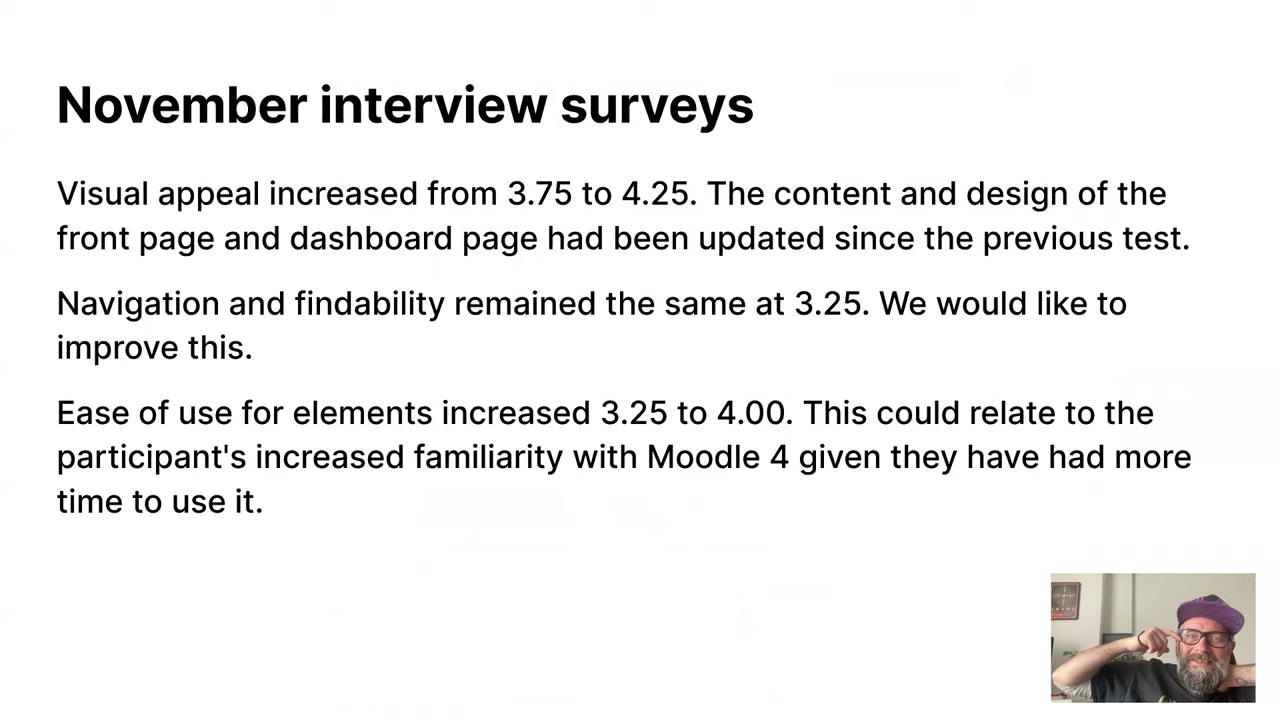 November interview surveys
Visual appeal increased from 3.75 to 4.25. The content and design of the
front page and dashboard page had been updated since the previous test.
Navigation and findability remained the same at 3.25. We would like to
improve this.
Ease of use for elements increased 3.25 to 4.00. This could relate to the
participant's increased familiarity with Moodle 4 given they have had more
time to use it.